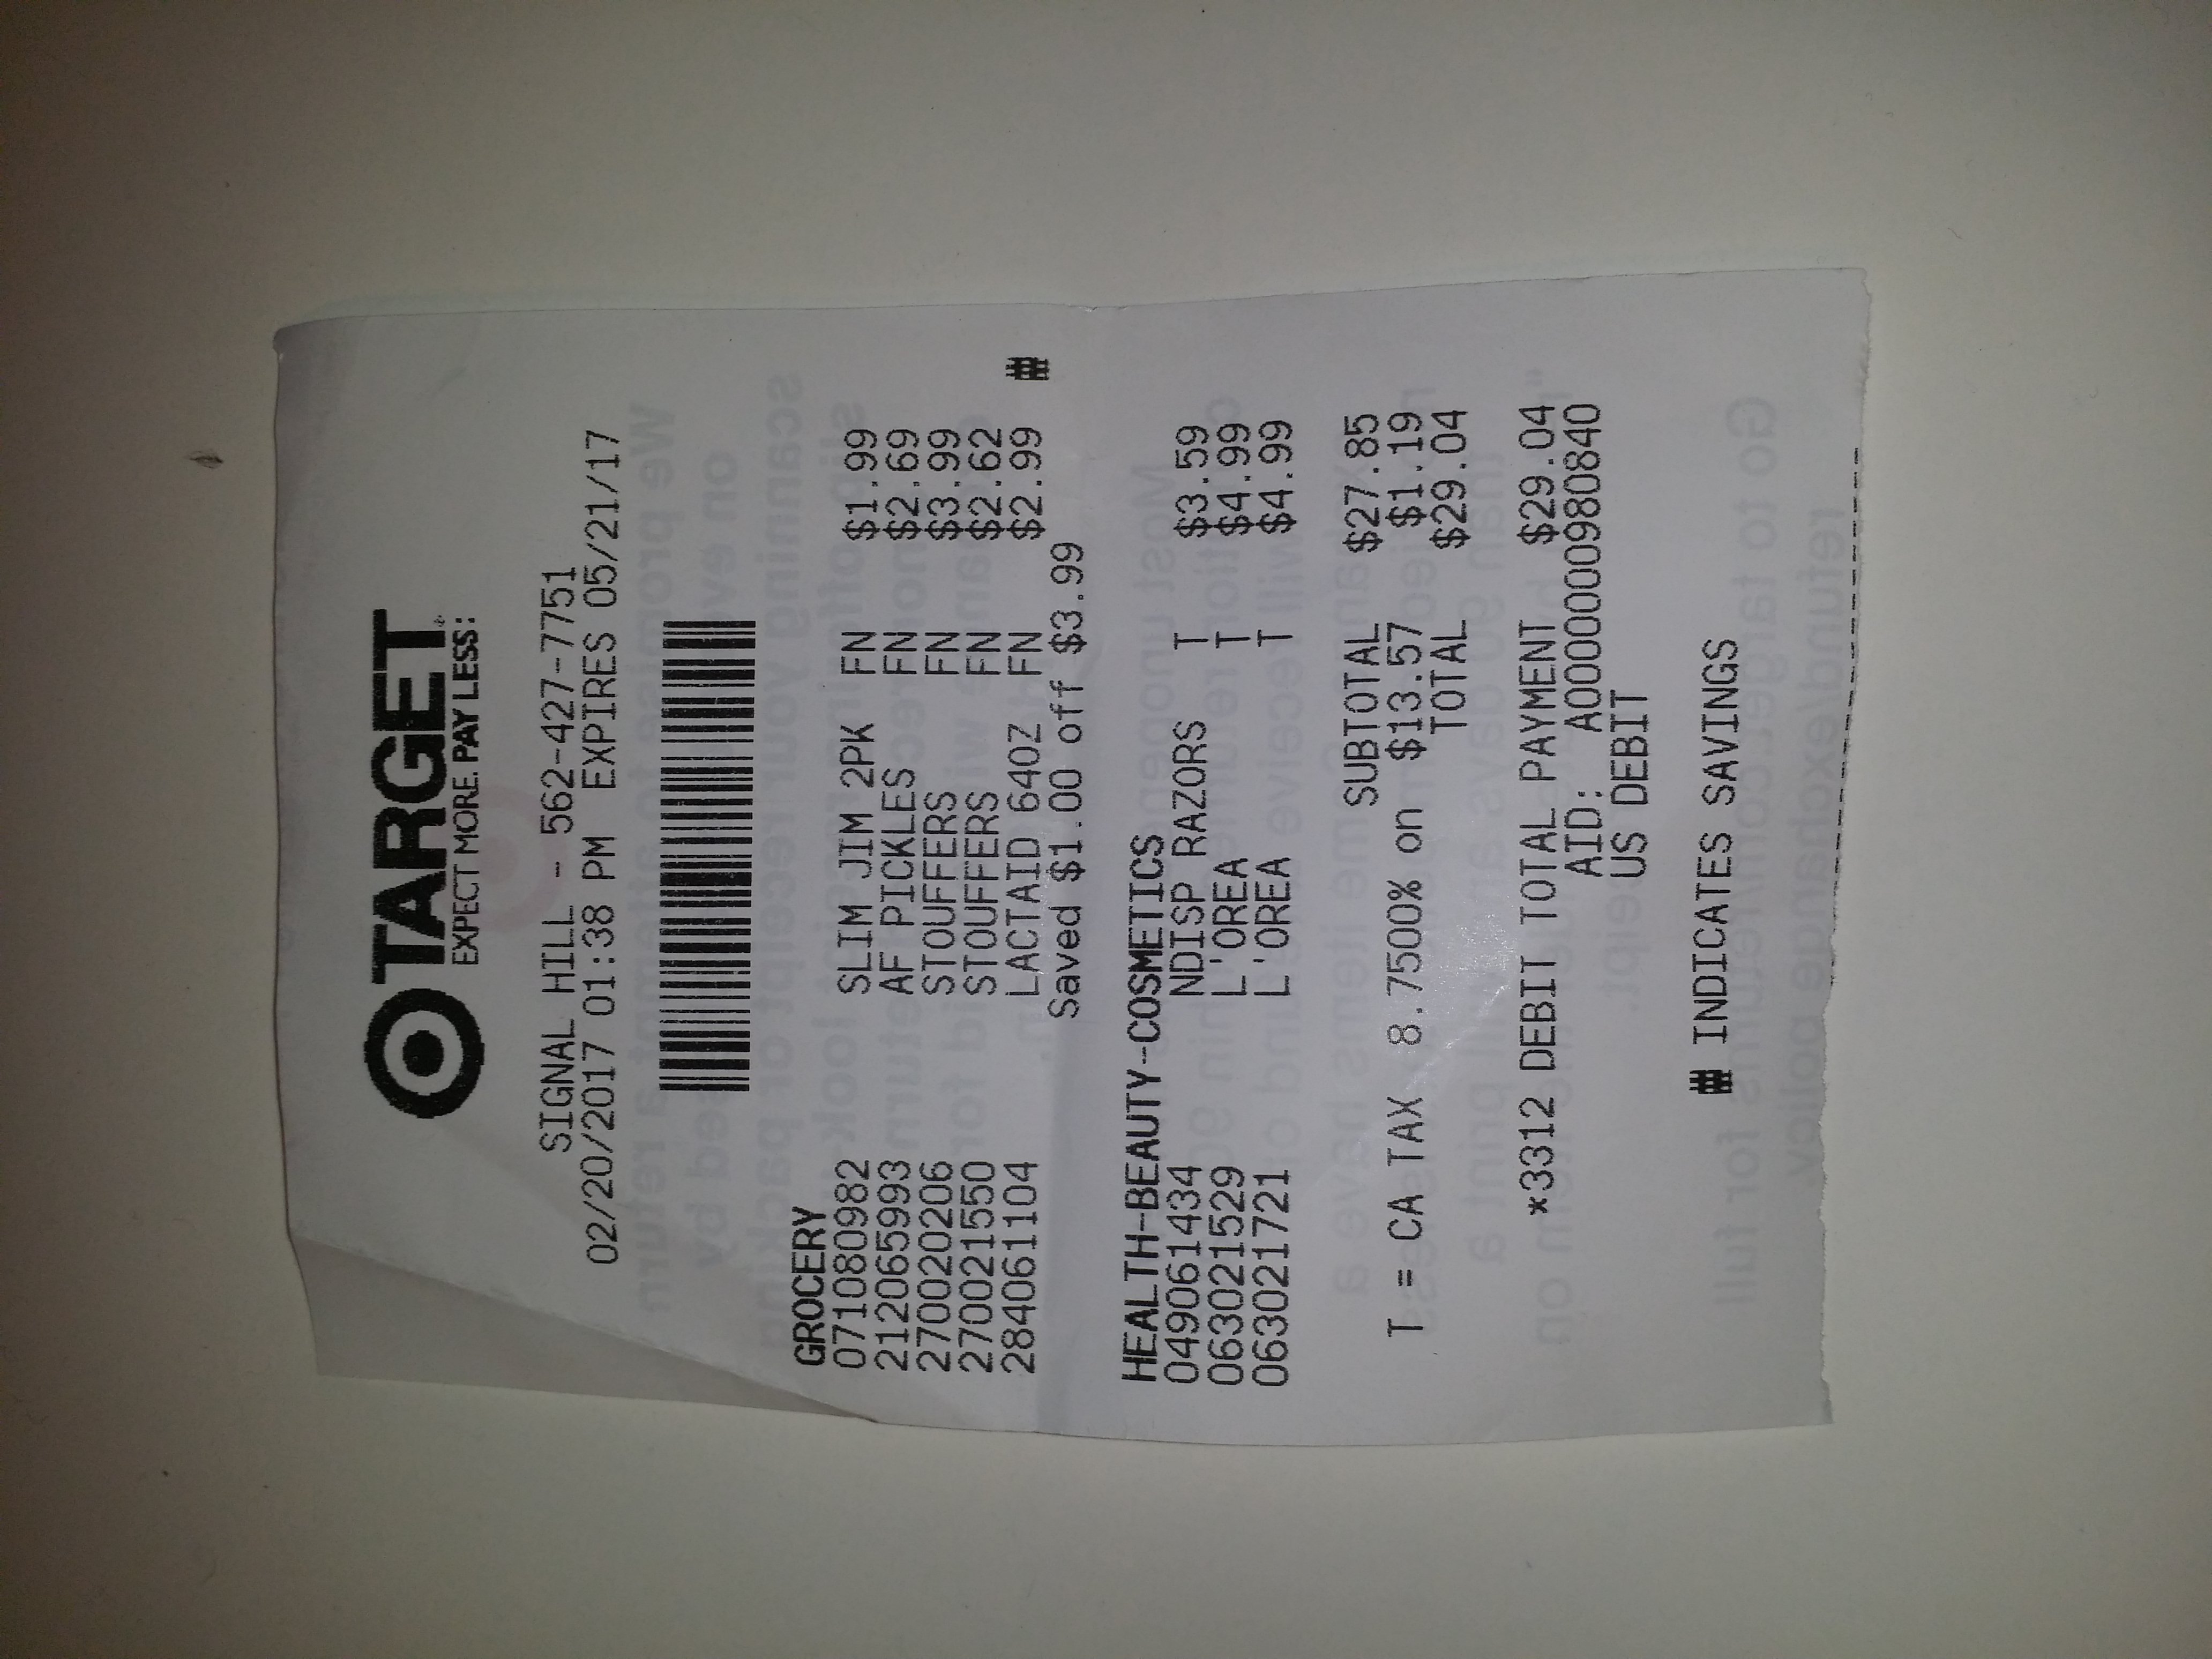 TARGET
EXPECT MORE. PAY LESS:
SIGNAL HILL - 562-427-7751
02/20/2017 01:38 PM EXPIRES 05/21/17
GROCERY
071080982 SLIM JIM 2PK FN $1.99
212065993 AF PICKLES FN $2.69
270020206 STOUFFERS FN $3.99
270021550 STOUFFERS FN $2.62
284061104 LACTAID 64OZ FN $2.99
Saved $1.00 off $3.99
HEALTH-BEAUTY-COSMETICS
049061434 NDISP RAZORS T $3.59
063021529 L'OREA T $4.99
063021721 L'OREA T $4.99
SUBTOTAL $27.85
T = CA TAX 8.7500% on $13.57 $1.19
TOTAL $29.04
*3312 DEBIT TOTAL PAYMENT $29.04
AID: A0000000980840
US DEBIT
INDICATES SAVINGS